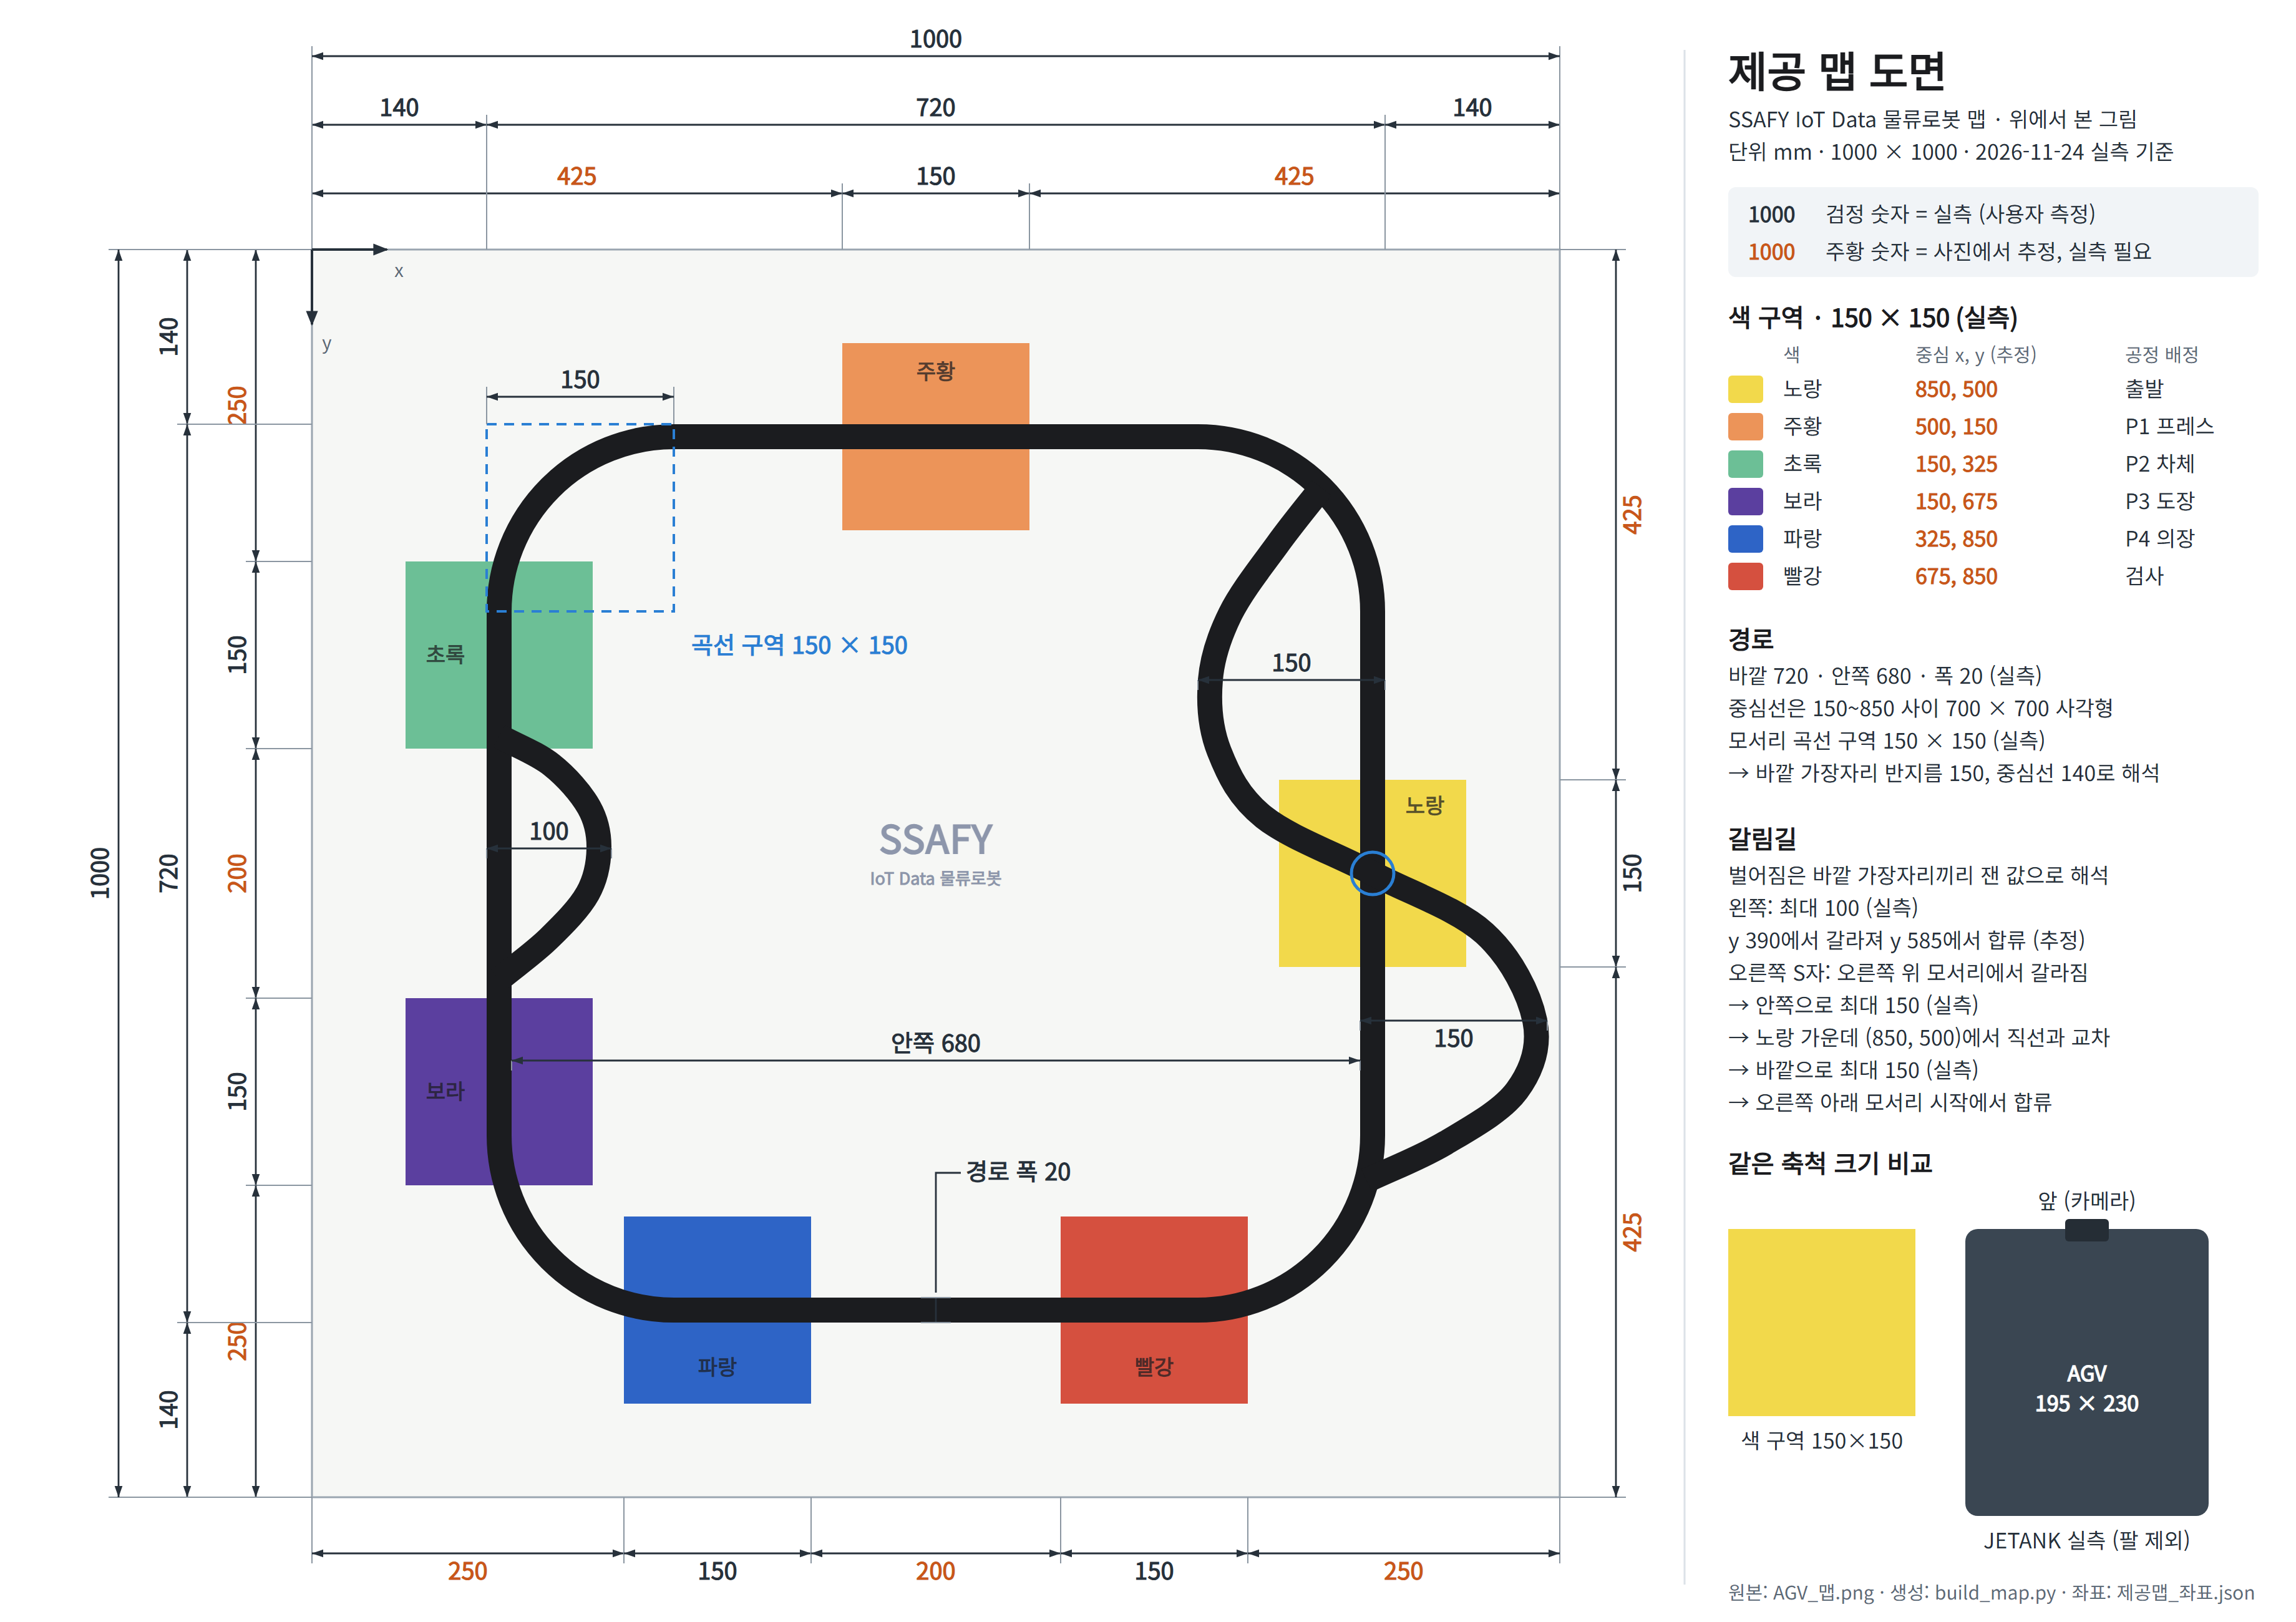 1000
140 720 140
425 150 425
x
y
140
250
150
720
1000
200
150
250
140
150
주황
초록
곡선 구역 150 × 150
150
425
100
SSAFY
IoT Data 물류로봇
노랑
150
안쪽 680
150
보라
경로 폭 20
425
파랑
빨강
250 150 200 150 250
제공 맵 도면
SSAFY IoT Data 물류로봇 맵 · 위에서 본 그림
단위 mm · 1000 × 1000 · 2026-11-24 실측 기준
1000 검정 숫자 = 실측 (사용자 측정)
1000 주황 숫자 = 사진에서 추정, 실측 필요
색 구역 · 150 × 150 (실측)
색 중심 x, y (추정) 공정 배정
노랑 850, 500 출발
주황 500, 150 P1 프레스
초록 150, 325 P2 차체
보라 150, 675 P3 도장
파랑 325, 850 P4 의장
빨강 675, 850 검사
경로
바깥 720 · 안쪽 680 · 폭 20 (실측)
중심선은 150~850 사이 700 × 700 사각형
모서리 곡선 구역 150 × 150 (실측)
→ 바깥 가장자리 반지름 150, 중심선 140로 해석
갈림길
벌어짐은 바깥 가장자리끼리 잰 값으로 해석
왼쪽: 최대 100 (실측)
y 390에서 갈라져 y 585에서 합류 (추정)
오른쪽 S자: 오른쪽 위 모서리에서 갈라짐
→ 안쪽으로 최대 150 (실측)
→ 노랑 가운데 (850, 500)에서 직선과 교차
→ 바깥으로 최대 150 (실측)
→ 오른쪽 아래 모서리 시작에서 합류
같은 축척 크기 비교
앞 (카메라)
AGV
195 × 230
색 구역 150×150
JETANK 실측 (팔 제외)
원본: AGV_맵.png · 생성: build_map.py · 좌표: 제공맵_좌표.json